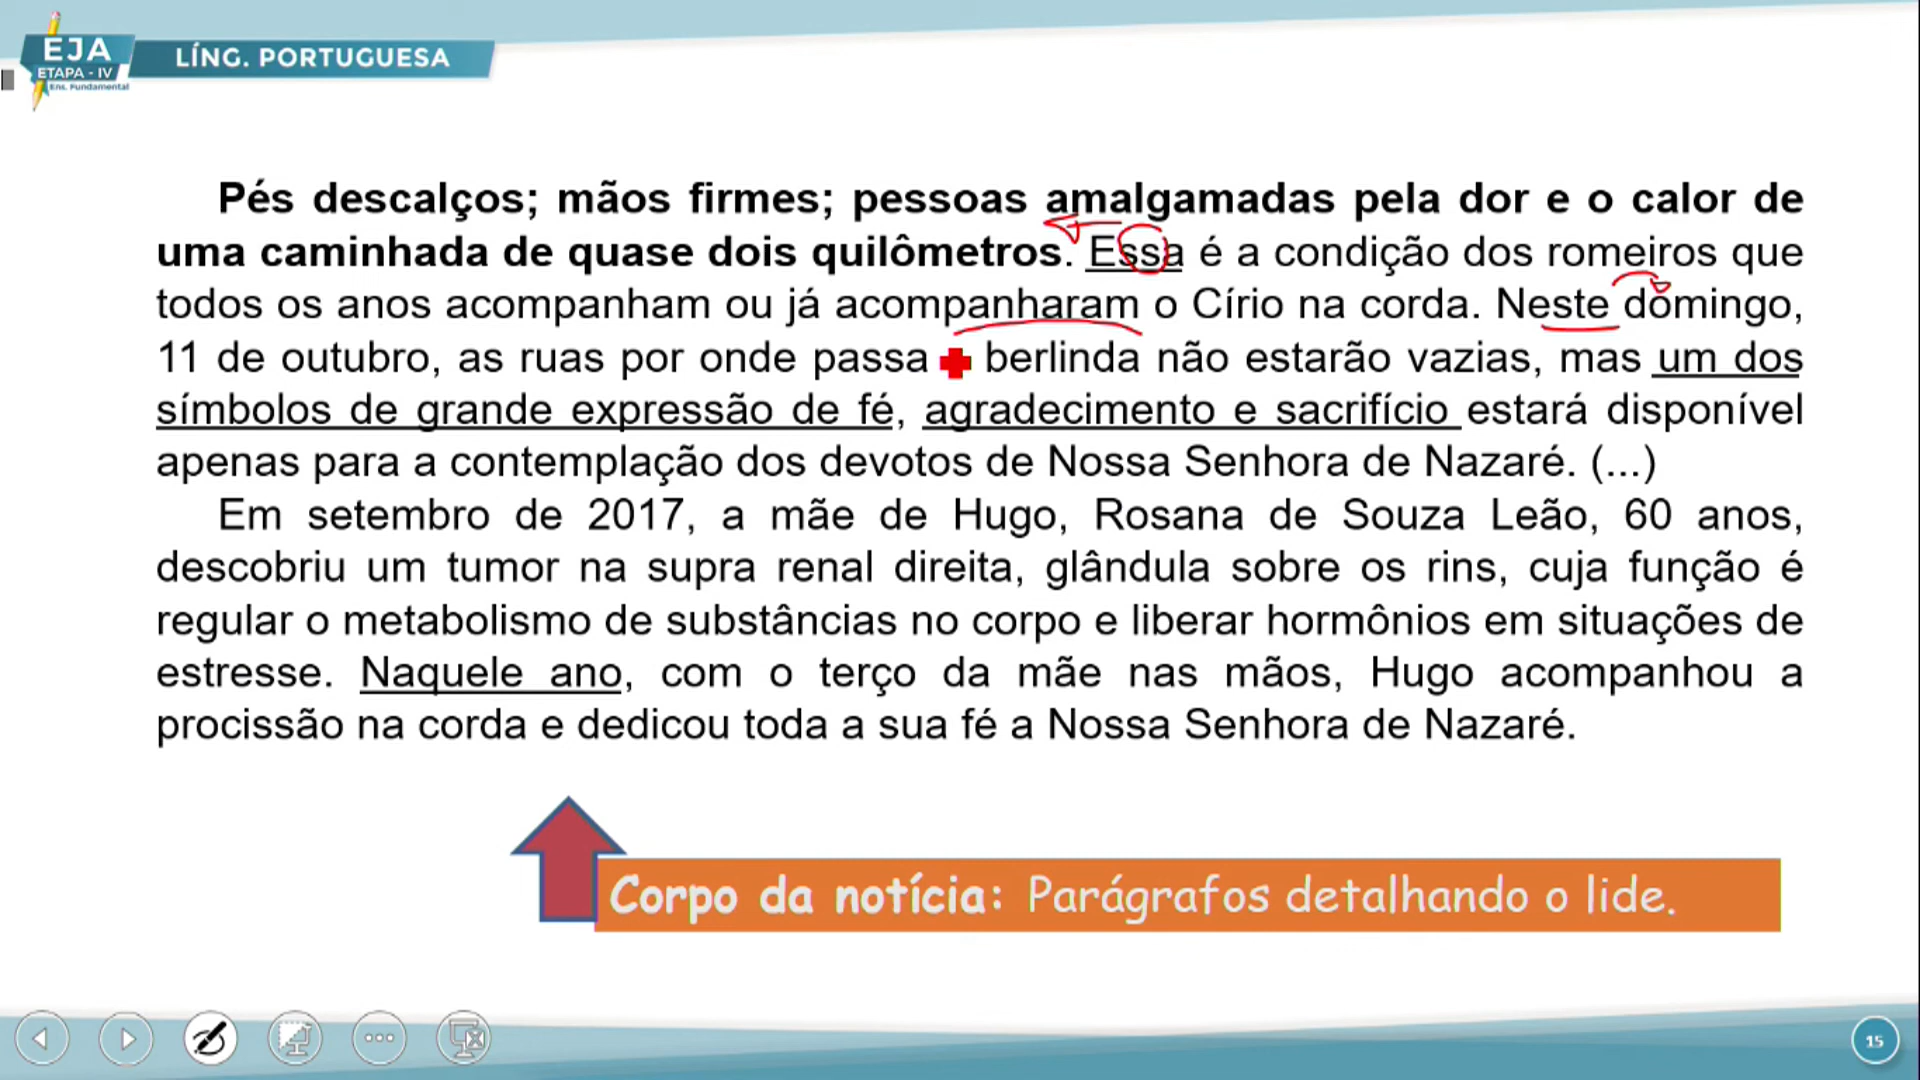 EJA
ETAPA - IV
Ens. Fundamental
LÍNG. PORTUGUESA
Pés descalços; mãos firmes; pessoas amalgamadas pela dor e o calor de
uma caminhada de quase dois quilômetros. Essa é a condição dos romeiros que
todos os anos acompanham ou já acompanharam o Círio na corda. Neste domingo,
11 de outubro, as ruas por onde passa berlinda não estarão vazias, mas um dos
símbolos de grande expressão de fé, agradecimento e sacrifício estará disponível
apenas para a contemplação dos devotos de Nossa Senhora de Nazaré. (...)
Em setembro de 2017, a mãe de Hugo, Rosana de Souza Leão, 60 anos,
descobriu um tumor na supra renal direita, glândula sobre os rins, cuja função é
regular o metabolismo de substâncias no corpo e liberar hormônios em situações de
estresse. Naquele ano, com o terço da mãe nas mãos, Hugo acompanhou a
procissão na corda e dedicou toda a sua fé a Nossa Senhora de Nazaré.
Corpo da notícia: Parágrafos detalhando o lide.
15